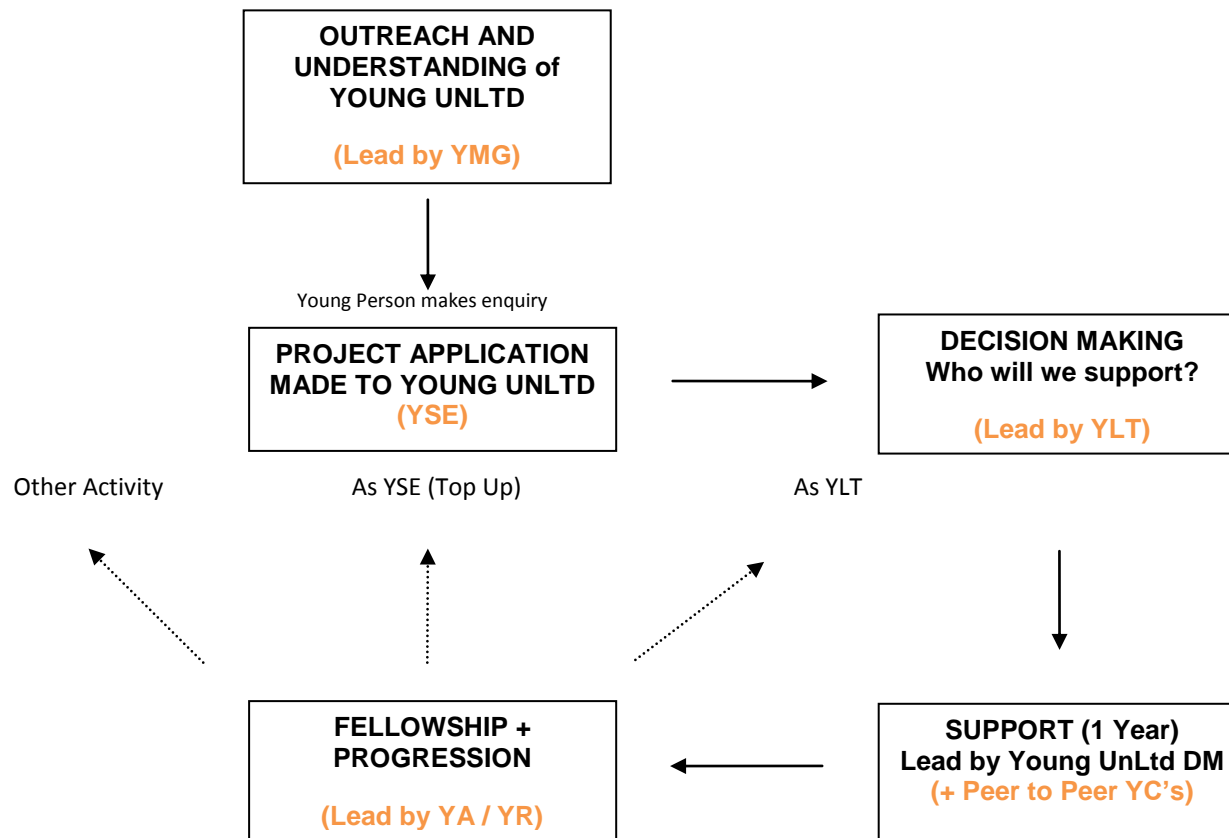 OUTREACH AND
UNDERSTANDING of
YOUNG UNLTD
(Lead by YMG)
Young Person makes enquiry
PROJECT APPLICATION
MADE TO YOUNG UNLTD
(YSE)
DECISION MAKING
Who will we support?
(Lead by YLT)
Other Activity
As YSE (Top Up)
As YLT
FELLOWSHIP +
PROGRESSION
(Lead by YA / YR)
SUPPORT (1 Year)
Lead by Young UnLtd DM
(+ Peer to Peer YC's)